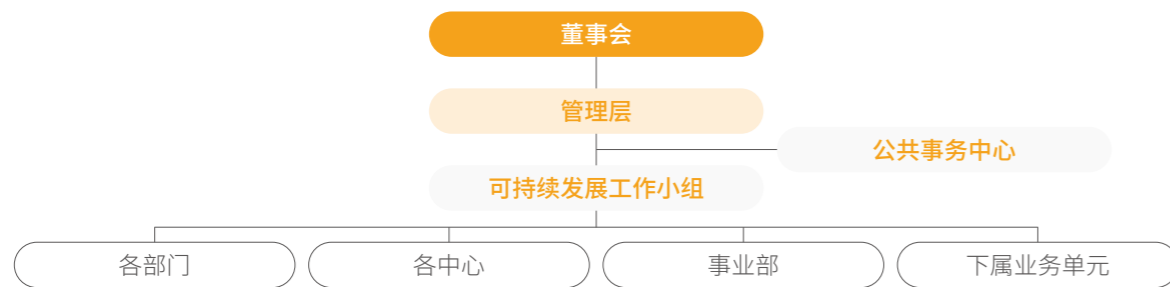 董事会
管理层
公共事务中心
可持续发展工作小组
各部门
各中心
事业部
下属业务单元